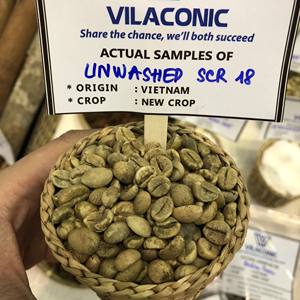 VILACONIC
Share the chance, we'll both succeed
ACTUAL SAMPLES OF
UNWASHED SCR 18
* ORIGIN : VIETNAM
* CROP : NEW CROP
VILACONIC